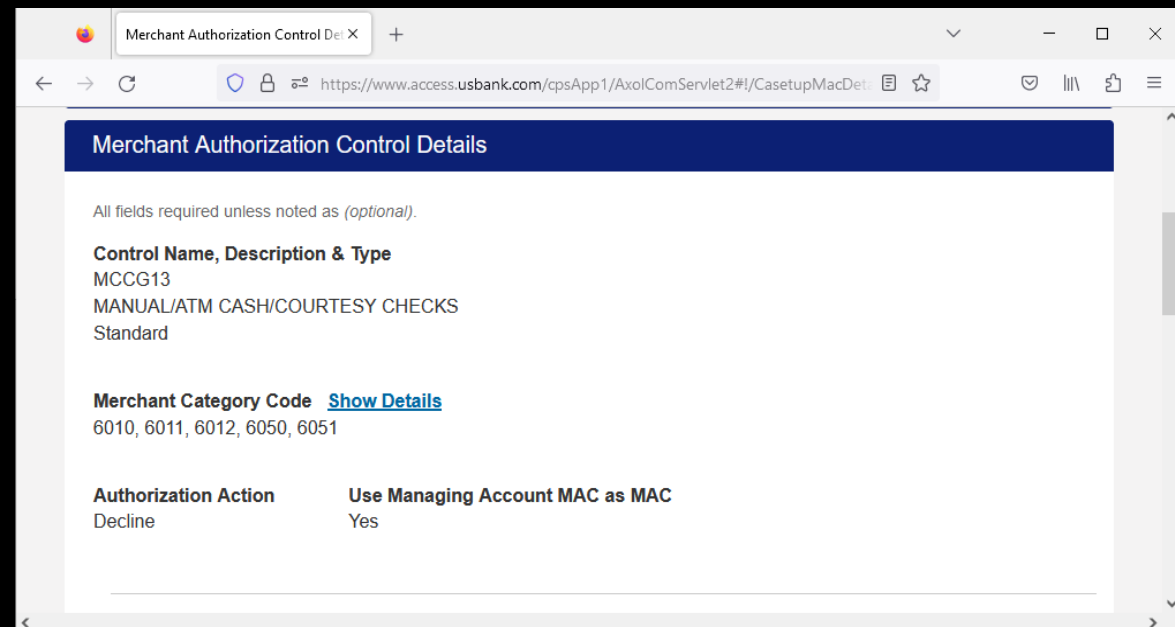 Merchant Authorization Control Det
https://www.access.usbank.com/cpsApp1/AxolComServlet2#!/CasetupMacDeta
Merchant Authorization Control Details
All fields required unless noted as (optional).
Control Name, Description & Type
MCCG13
MANUAL/ATM CASH/COURTESY CHECKS
Standard
Merchant Category Code Show Details
6010, 6011, 6012, 6050, 6051
Authorization Action Use Managing Account MAC as MAC
Decline Yes